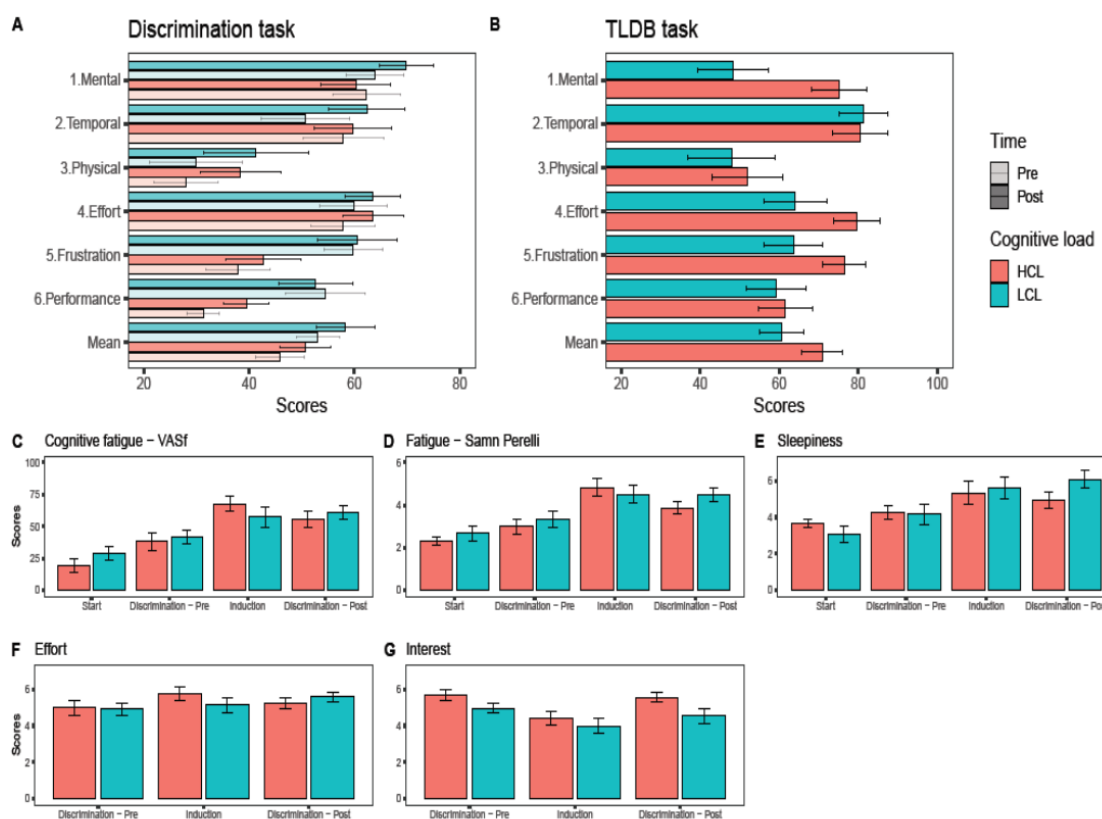 A Discrimination task
B TLDB task
1.Mental
2.Temporal
3.Physical
4.Effort
5.Frustration
6.Performance
Mean
20 40 60 80
Scores
1.Mental
2.Temporal
3.Physical
4.Effort
5.Frustration
6.Performance
Mean
20 40 60 80 100
Scores
Time
Pre
Post
Cognitive load
HCL
LCL
C Cognitive fatigue – VASf
Scores
100
75
50
25
0
Start Discrimination – Pre Induction Discrimination – Post
D Fatigue – Samn Perelli
6
4
2
0
Start Discrimination – Pre Induction Discrimination – Post
E Sleepiness
6
4
2
0
Start Discrimination – Pre Induction Discrimination – Pos
F Effort
Scores
6
4
2
0
Discrimination – Pre Induction Discrimination – Post
G Interest
6
4
2
0
Discrimination – Pre Induction Discrimination – Post